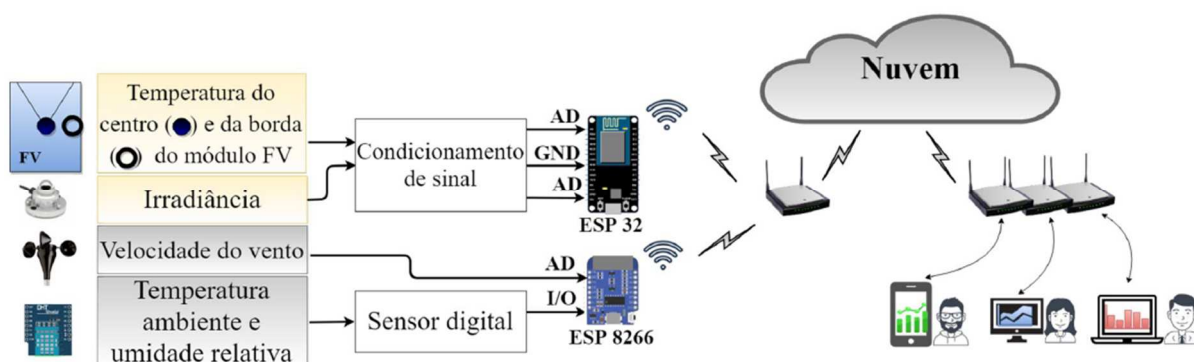 Nuvem
Temperatura do
centro ( ) e da borda
( ) do módulo FV
FV
Irradiância
Condicionamento
de sinal
AD
GND
AD
ESP 32
Velocidade do vento
AD
Temperatura
ambiente e
umidade relativa
Sensor digital
I/O
ESP 8266